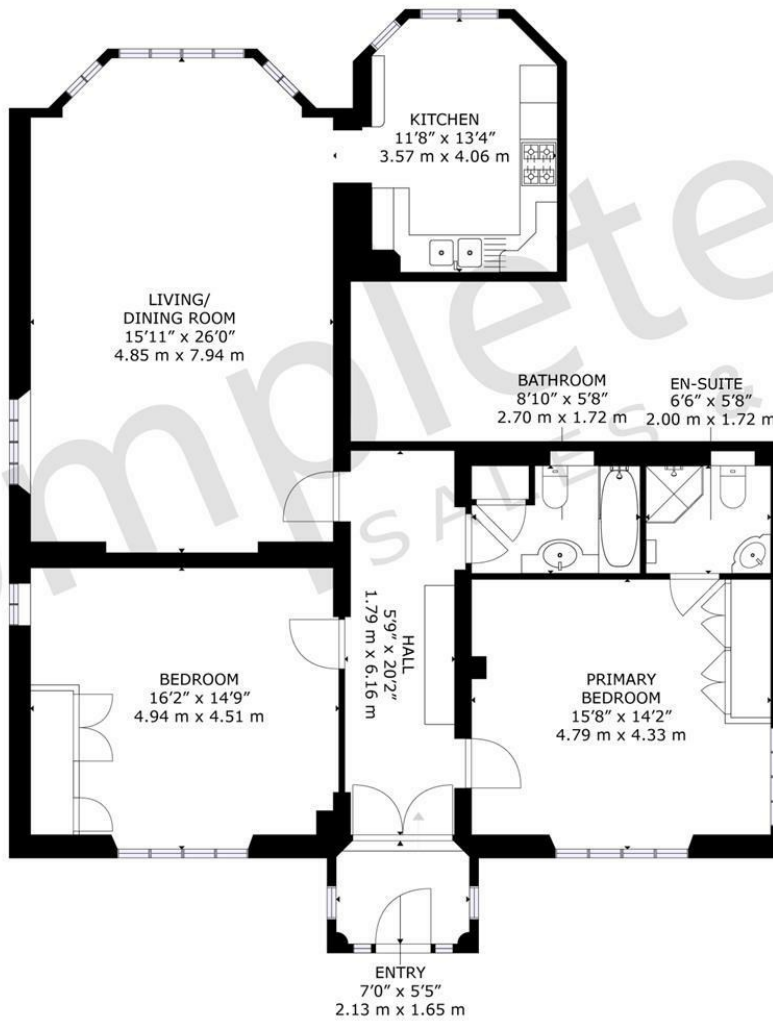 KITCHEN
11'8" x 13'4"
3.57 m x 4.06 m
LIVING/
DINING ROOM
15'11" x 26'0"
4.85 m x 7.94 m
BATHROOM
8'10" x 5'8"
2.70 m x 1.72 m
EN-SUITE
6'6" x 5'8"
2.00 m x 1.72 m
mplete
SALES &
HALL
5'9" x 20'2"
1.79 m x 6.16 m
BEDROOM
16'2" x 14'9"
4.94 m x 4.51 m
PRIMARY
BEDROOM
15'8" x 14'2"
4.79 m x 4.33 m
ENTRY
7'0" x 5'5"
2.13 m x 1.65 m